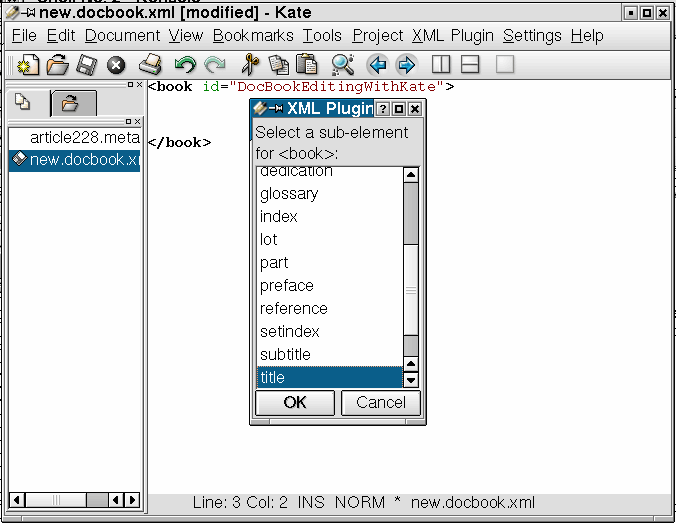 new.docbook.xml [modified] - Kate
File Edit Document View Bookmarks Tools Project XML Plugin Settings Help
<book id="DocBookEditingWithKate">
</book>
article228.meta
new.docbook.x
XML Plugin
Select a sub-element
for <book>:
dedication
glossary
index
lot
part
preface
reference
setindex
subtitle
title
OK Cancel
Line: 3 Col: 2 INS NORM * new.docbook.xml